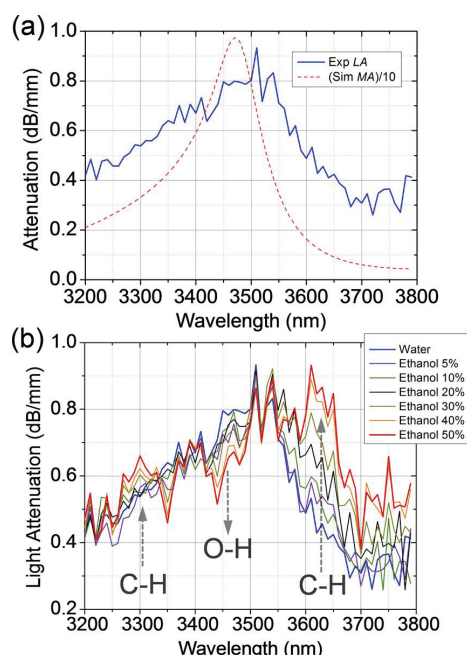 (a)
1.0
0.8
0.6
0.4
0.2
0.0
Attenuation (dB/mm)
Exp LA
(Sim MA)/10
3200 3300 3400 3500 3600 3700 3800
Wavelength (nm)
(b)
1.0
0.8
0.6
0.4
0.2
Light Attenuation (dB/mm)
Water
Ethanol 5%
Ethanol 10%
Ethanol 20%
Ethanol 30%
Ethanol 40%
Ethanol 50%
O-H
C-H
C-H
3200 3300 3400 3500 3600 3700 3800
Wavelength (nm)